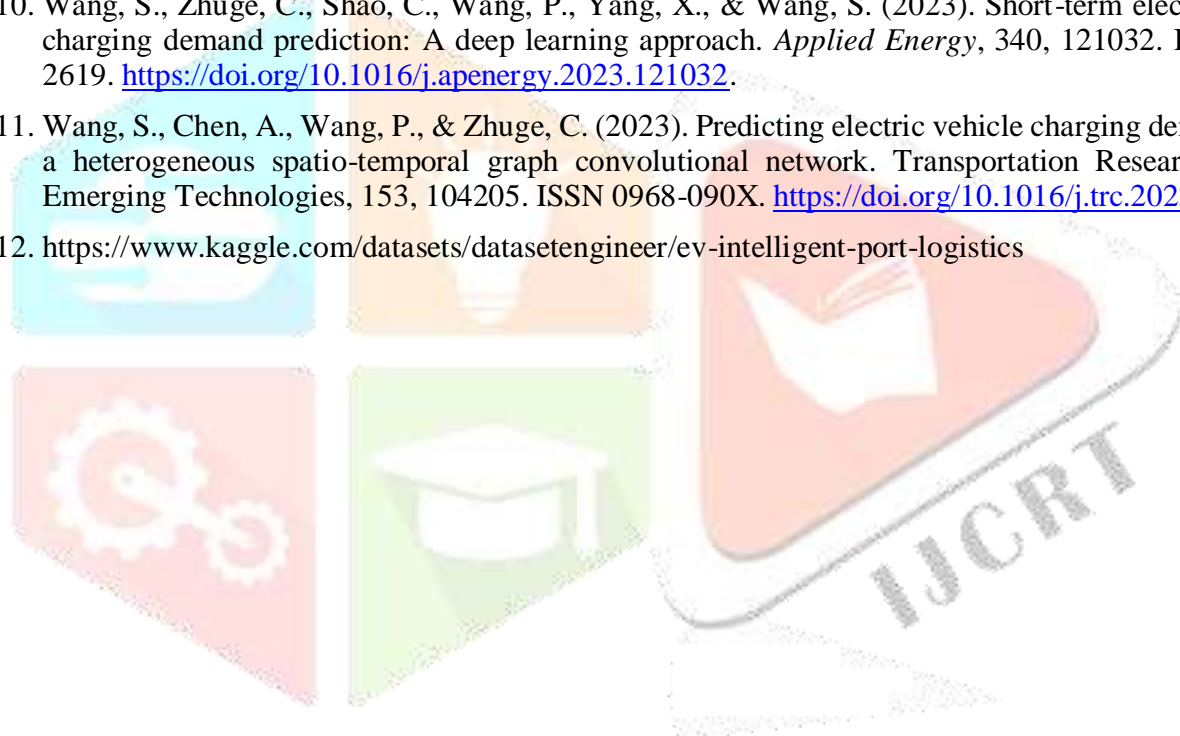 10. Wang, S., Zhuge, C., Shao, C., Wang, P., Yang, X., & Wang, S. (2023). Short-term elec
charging demand prediction: A deep learning approach. Applied Energy, 340, 121032. I
2619. https://doi.org/10.1016/j.apenergy.2023.121032.
11. Wang, S., Chen, A., Wang, P., & Zhuge, C. (2023). Predicting electric vehicle charging de
a heterogeneous spatio-temporal graph convolutional network. Transportation Resear
Emerging Technologies, 153, 104205. ISSN 0968-090X. https://doi.org/10.1016/j.trc.202
12. https://www.kaggle.com/datasets/datasetengineer/ev-intelligent-port-logistics
IJCRT